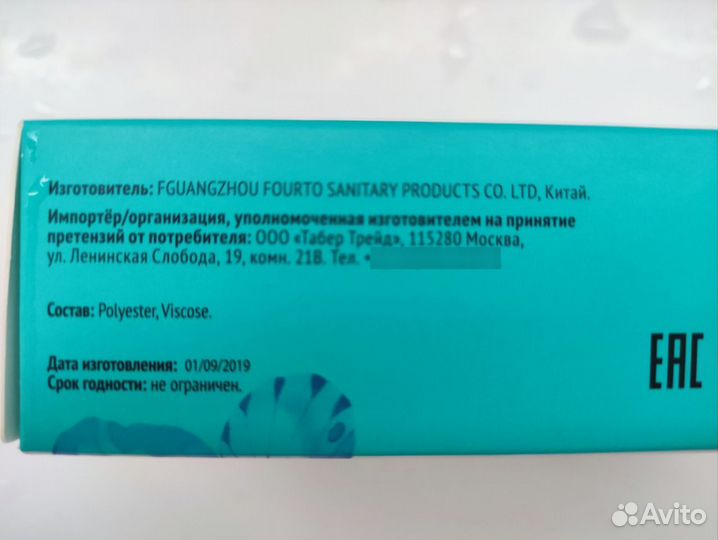 Изготовитель: FGUANGZHOU FOURTO SANITARY PRODUCTS CO. LTD, Китай.
Импортёр/организация, уполномоченная изготовителем на принятие
претензий от потребителя: ООО «Табер Трейд», 115280 Москва,
ул. Ленинская Слобода, 19, комн. 21В. Тел.
Состав: Polyester, Viscose.
Дата изготовления: 01/09/2019
Срок годности: не ограничен.
EAC
Avito